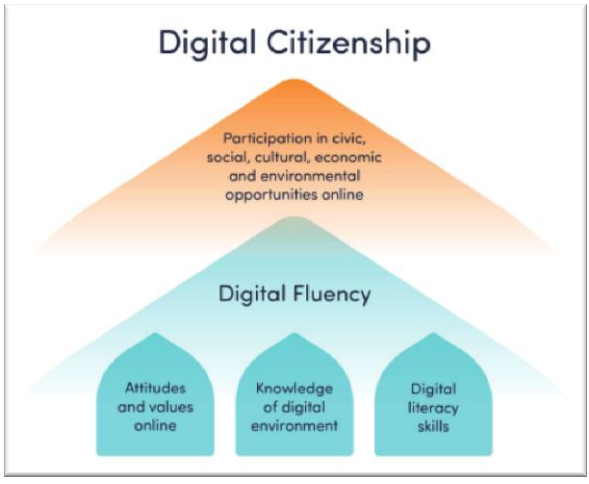 Digital Citizenship
Participation in civic,
social, cultural, economic
and environmental
opportunities online
Digital Fluency
Attitudes
and values
online
Knowledge
of digital
environment
Digital
literacy
skills